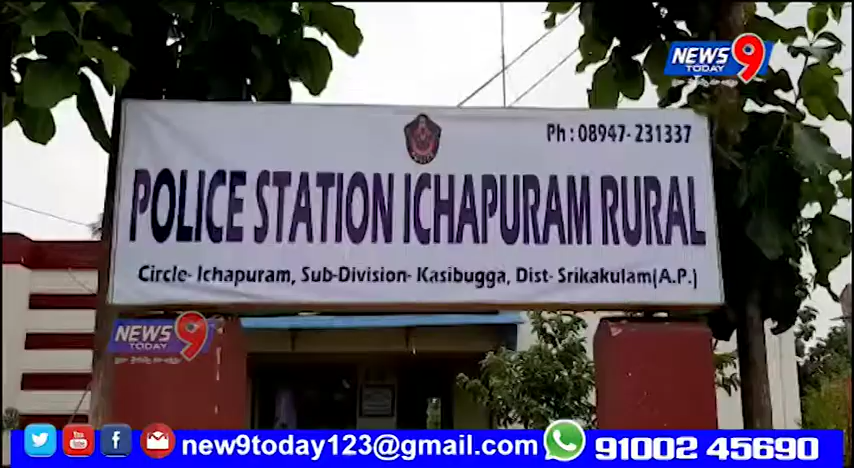 NEWS 9
TODAY
Ph : 08947- 231337
POLICE STATION ICHAPURAM RURAL
Circle- Ichapuram, Sub-Division- Kasibugga, Dist- Srikakulam(A.P.)
NEWS 9
TODAY
new9today123@gmail.com 91002 45690